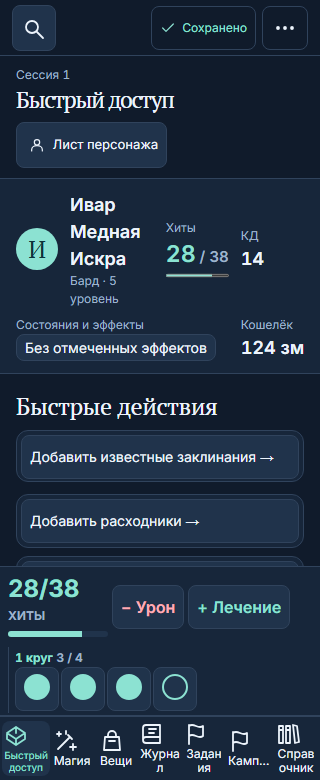 Сохранено
Сессия 1
Быстрый доступ
Лист персонажа
И
Ивар
Медная
Искра
Бард · 5
уровень
Хиты
28 / 38
КД
14
Состояния и эффекты
Без отмеченных эффектов
Кошелёк
124 зм
Быстрые действия
Добавить известные заклинания →
Добавить расходники →
28/38
ХИТЫ
− Урон
+ Лечение
1 круг 3 / 4
Быстрый
доступ
Магия
Вещи
Журна
л
Задан
ия
Камп...
Справ
очник